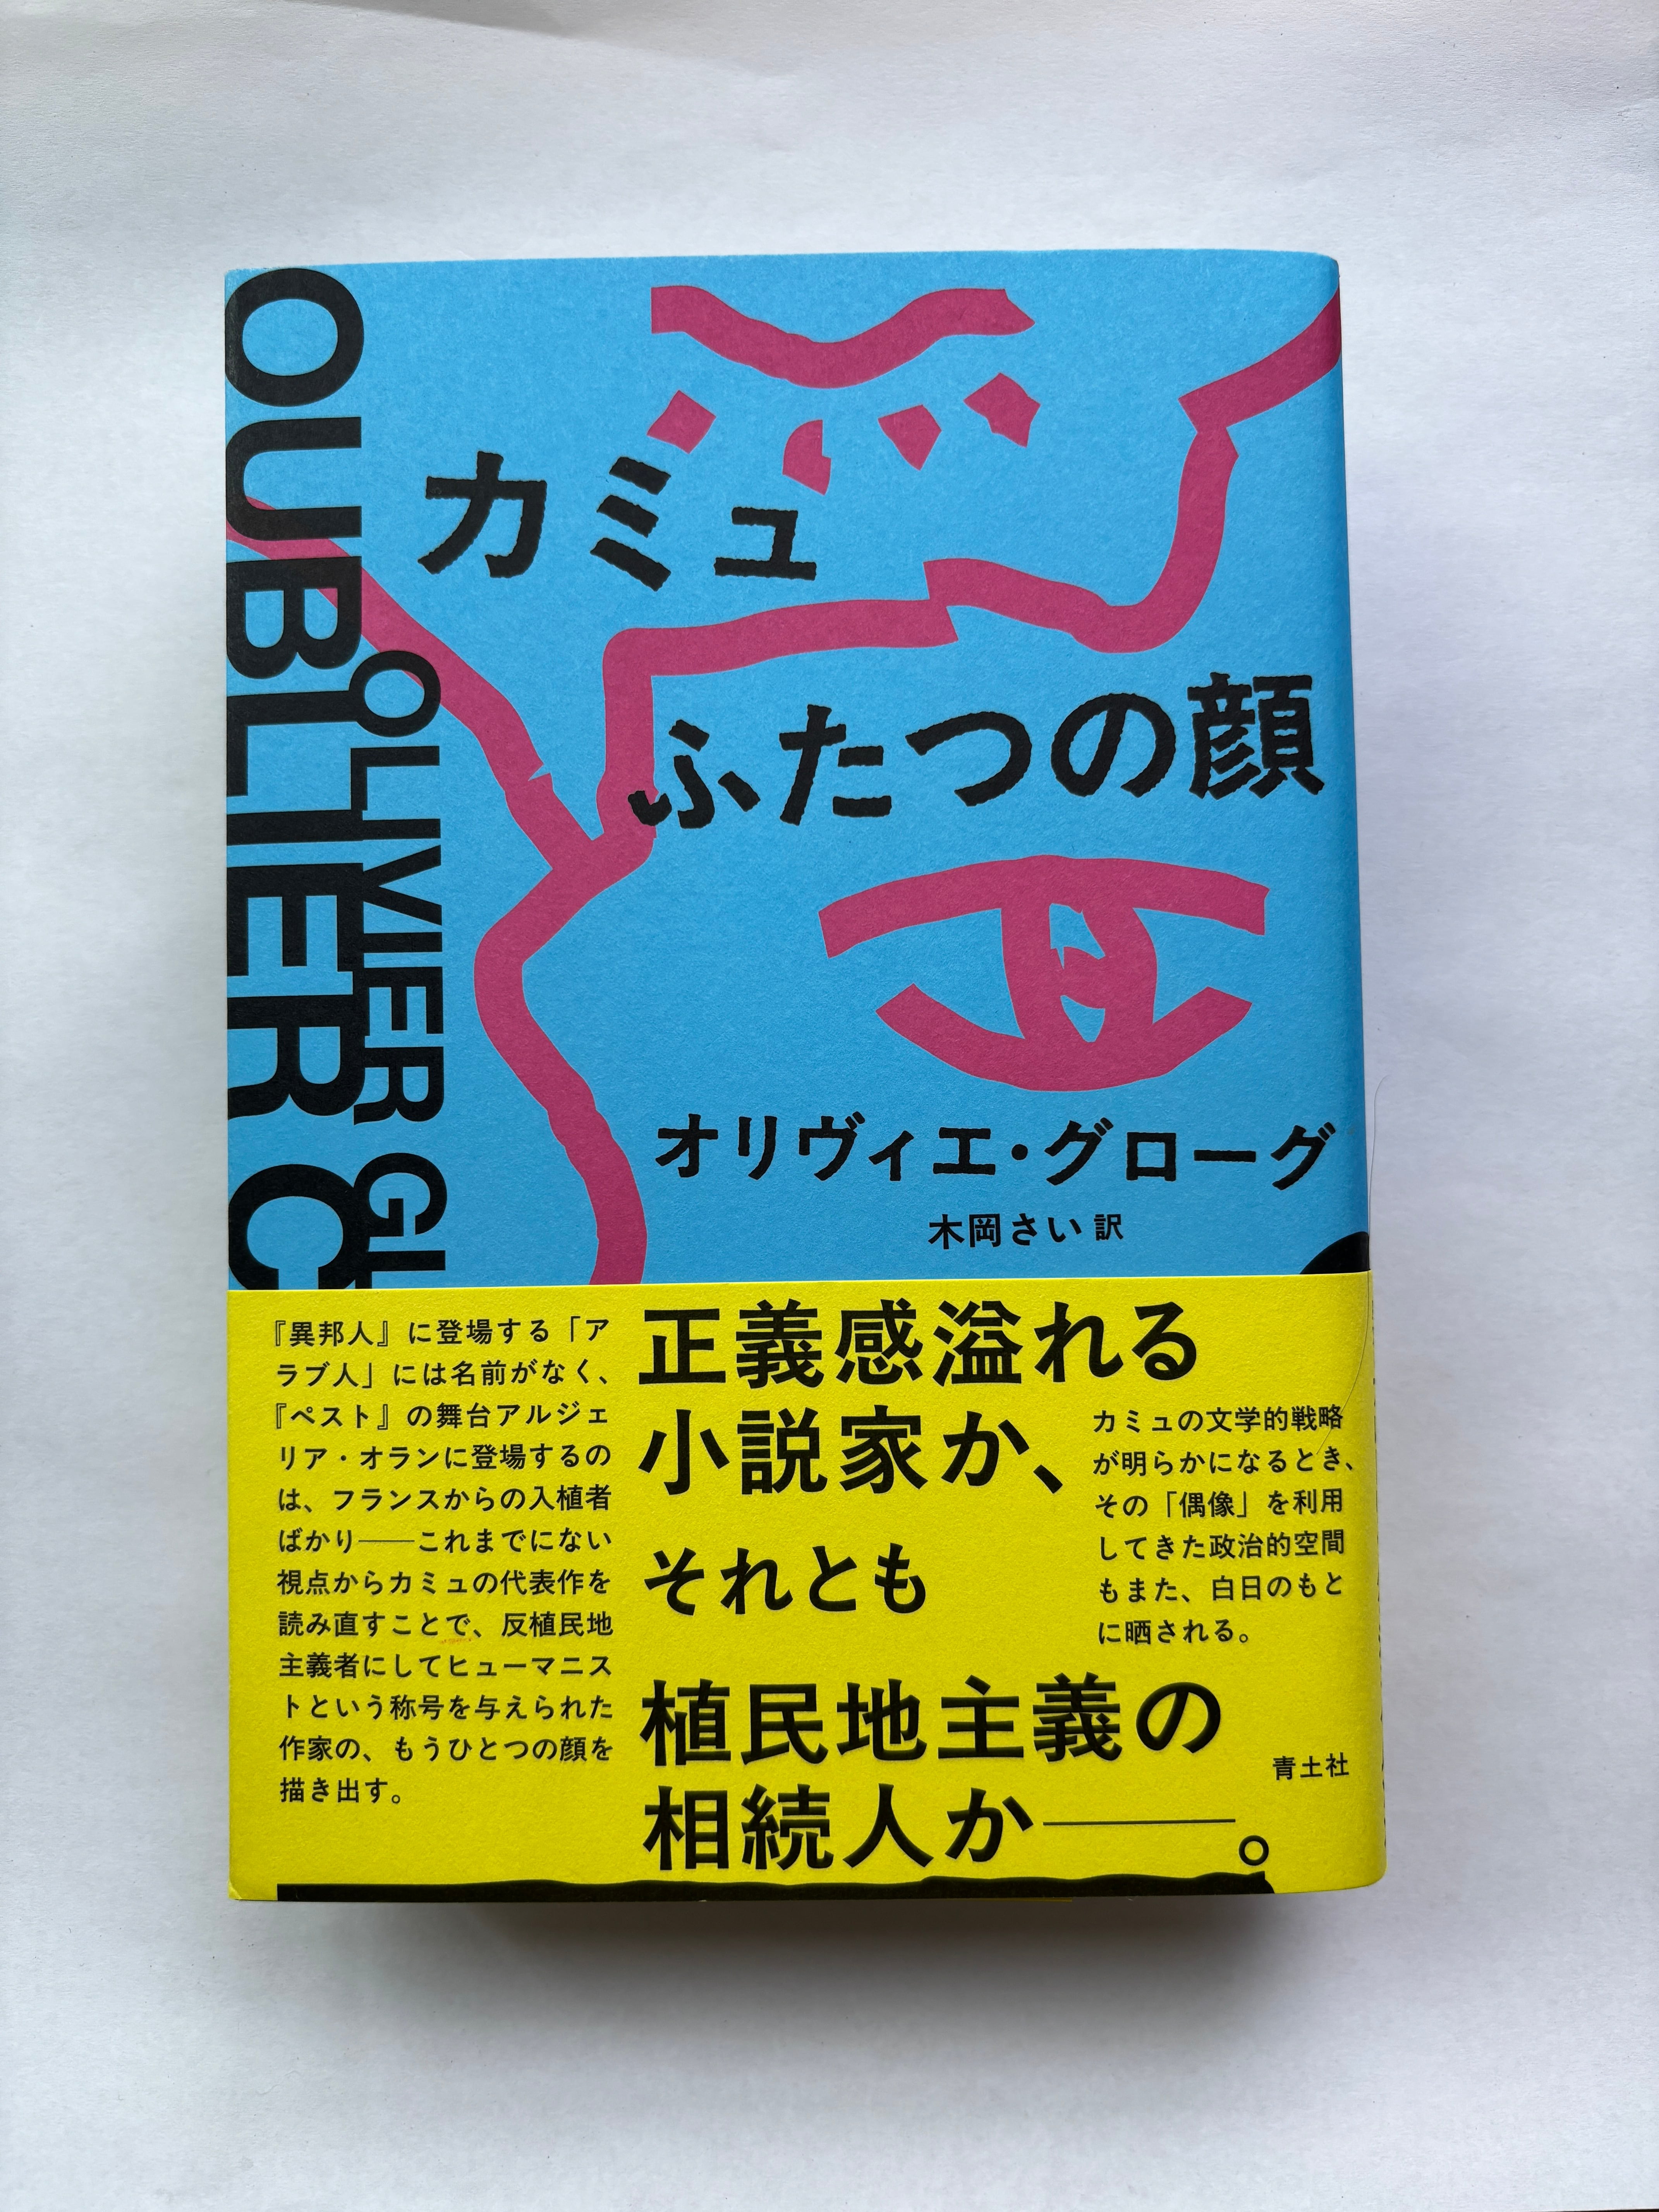 OUBLIER C
OLIVIER GL
カミュ
ふたつの顔
オリヴィエ・グローグ
木岡さい 訳
『異邦人』に登場する「ア
ラブ人」には名前がなく、
『ペスト』の舞台アルジェ
リア・オランに登場するの
は、フランスからの入植者
ばかり──これまでにない
視点からカミュの代表作を
読み直すことで、反植民地
主義者にしてヒューマニス
トという称号を与えられた
作家の、もうひとつの顔を
描き出す。
正義感溢れる
小説家か、
それとも
植民地主義の
相続人か──。
カミュの文学的戦略
が明らかになるとき、
その「偶像」を利用
してきた政治的空間
もまた、白日のもと
に晒される。
青土社